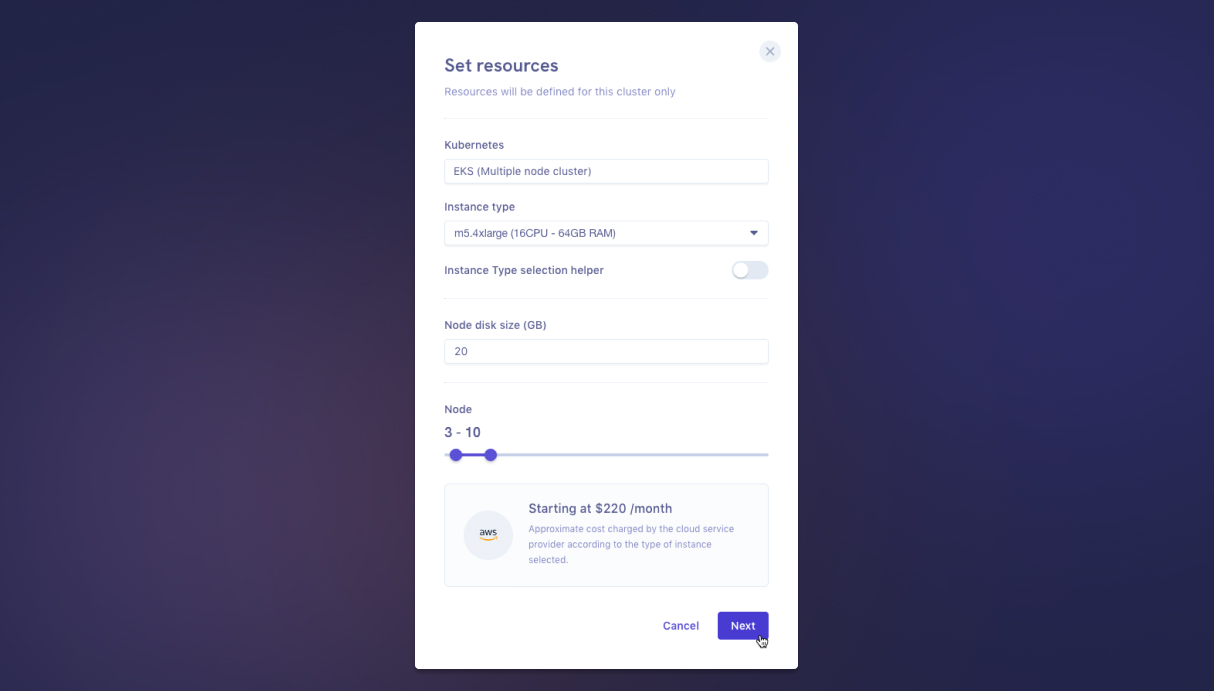 Set resources
Resources will be defined for this cluster only
Kubernetes
EKS (Multiple node cluster)
Instance type
m5.4xlarge (16CPU - 64GB RAM)
Instance Type selection helper
Node disk size (GB)
20
Node
3 - 10
Starting at $220 /month
aws
Approximate cost charged by the cloud service
provider according to the type of instance
selected.
Cancel
Next